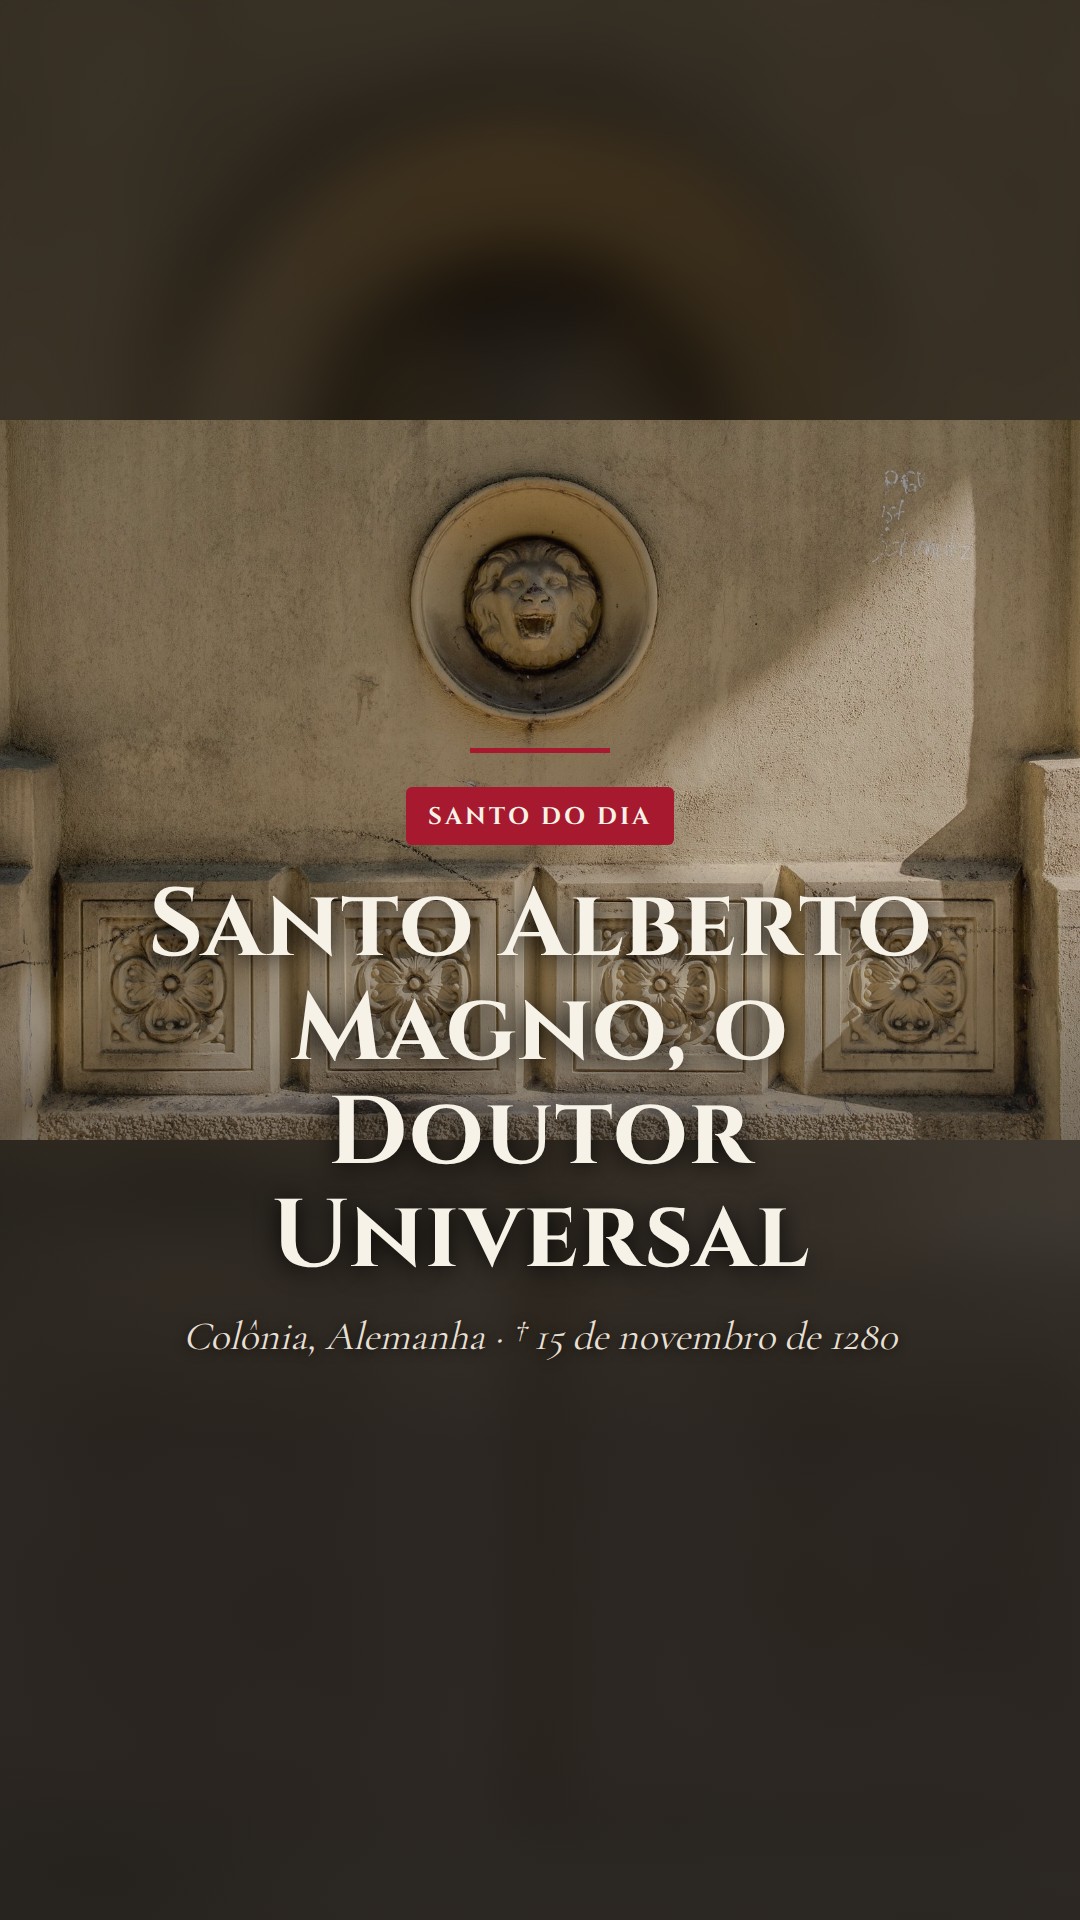 SANTO DO DIA
Santo Alberto
Magno, o
Doutor
Universal
Colônia, Alemanha · † 15 de novembro de 1280